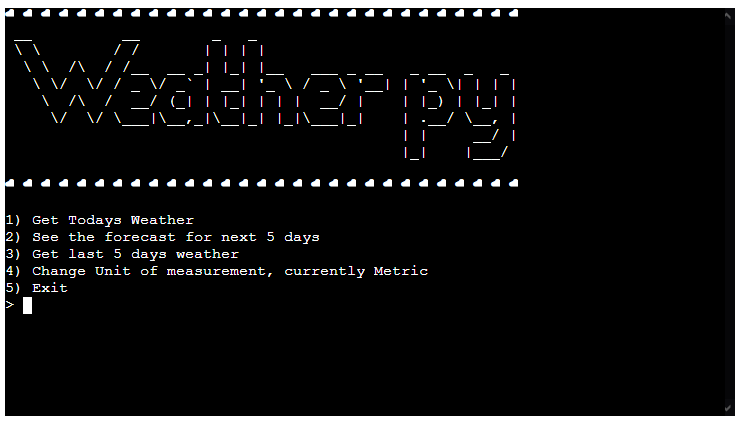 Weatherpy
1) Get Todays Weather
2) See the forecast for next 5 days
3) Get last 5 days weather
4) Change Unit of measurement, currently Metric
5) Exit
>